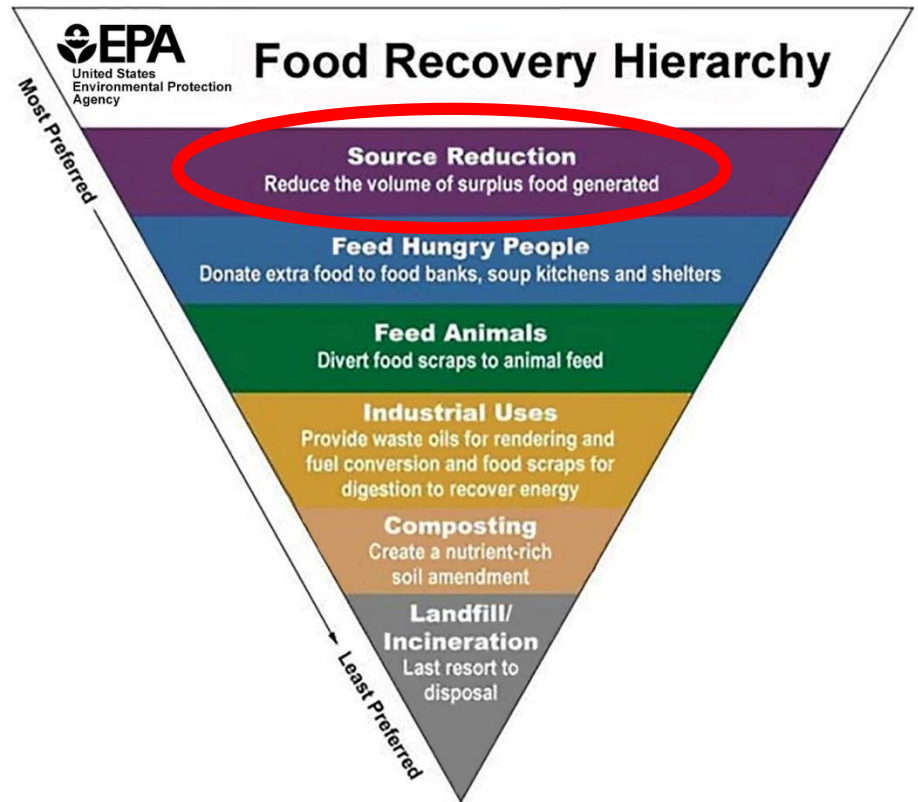 EPA
United States
Environmental Protection
Agency
Food Recovery Hierarchy
Most Preferred
Source Reduction
Reduce the volume of surplus food generated
Feed Hungry People
Donate extra food to food banks, soup kitchens and shelters
Feed Animals
Divert food scraps to animal feed
Industrial Uses
Provide waste oils for rendering and
fuel conversion and food scraps for
digestion to recover energy
Composting
Create a nutrient-rich
soil amendment
Landfill/
Incineration
Last resort to
disposal
Least Preferred